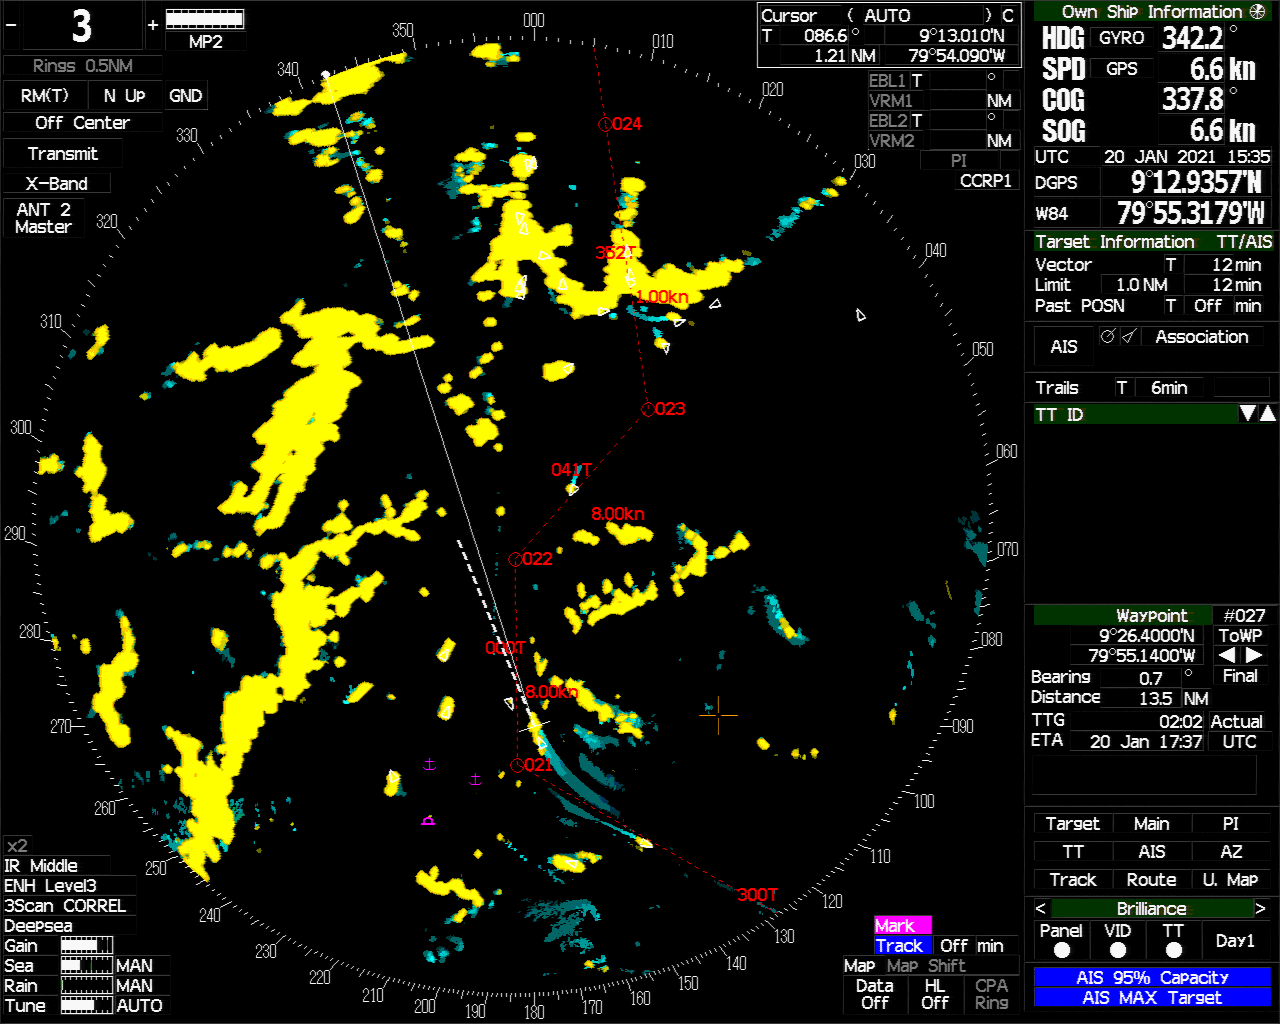 - 3 +
MP2
Rings 0.5NM
RM(T) N Up GND
Off Center
Transmit
X-Band
ANT 2
Master
Cursor ( AUTO ) C
T 086.6° 9°13.010'N
1.21 NM 79°54.090'W
EBL1 T °
VRM1 NM
EBL2 T °
VRM2 NM
PI
CCRP1
Own Ship Information
HDG GYRO 342.2°
SPD GPS 6.6 kn
COG 337.8°
SOG 6.6 kn
UTC 20 JAN 2021 15:35
DGPS 9°12.9357'N
W84 79°55.3179'W
Target Information TT/AIS
Vector T 12 min
Limit 1.0 NM 12 min
Past POSN T Off min
AIS Association
Trails T 6min
TT ID
Waypoint #027
9°26.4000'N ToWP
79°55.1400'W
Bearing 0.7° Final
Distance 13.5 NM
TTG 02:02 Actual
ETA 20 Jan 17:37 UTC
Target Main PI
TT AIS AZ
Track Route U. Map
< Brilliance >
Panel VID TT Day1
AIS 95% Capacity
AIS MAX Target
000
010
020
030
040
050
060
070
080
090
100
110
120
130
140
150
160
170
180
190
200
210
220
230
240
250
260
270
280
290
300
310
320
330
340
350
024
352T
1.00kn
023
041T
8.00kn
022
000T
8.00kn
021
300T
x2
IR Middle
ENH Level3
3Scan CORREL
Deepsea
Gain
Sea MAN
Rain MAN
Tune AUTO
Mark
Track Off min
Map Map Shift
Data Off HL Off CPA Ring